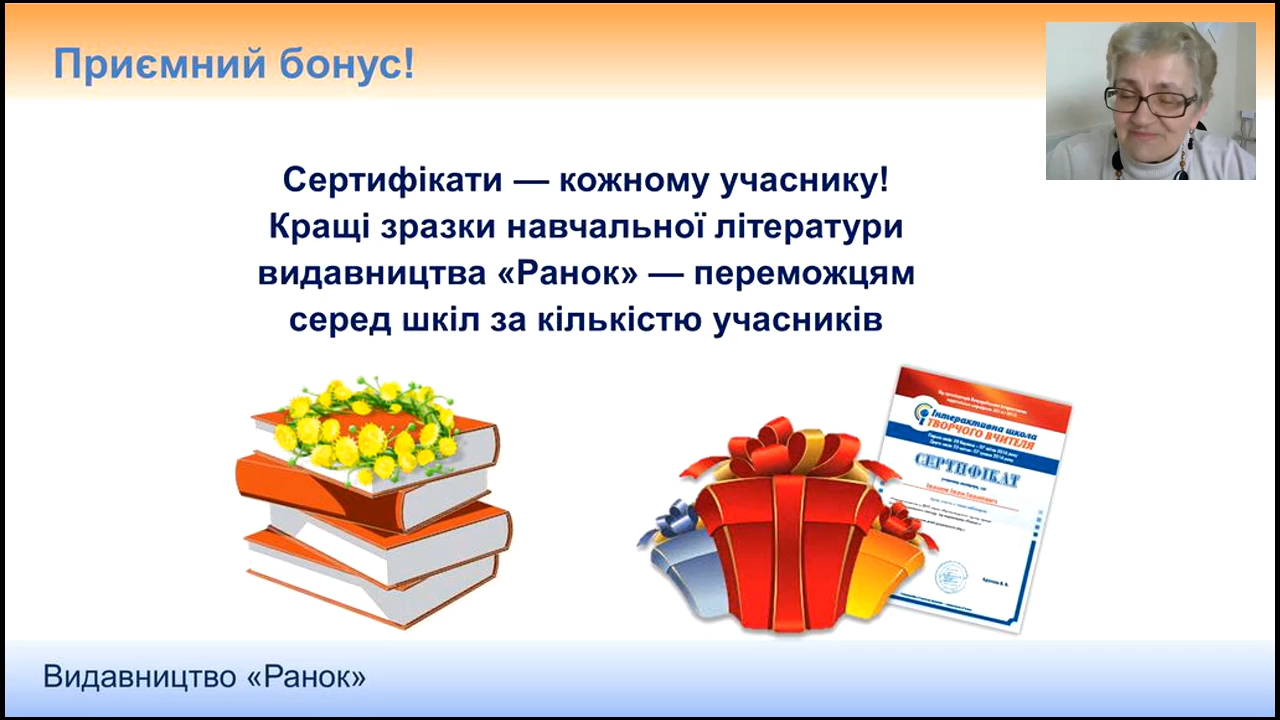 Приємний бонус!
Сертифікати — кожному учаснику!
Кращі зразки навчальної літератури
видавництва «Ранок» — переможцям
серед шкіл за кількістю учасників
Інтерактивна школа
ТВОРЧОГО ВЧИТЕЛЯ
СЕРТИФІКАТ
Видавництво «Ранок»